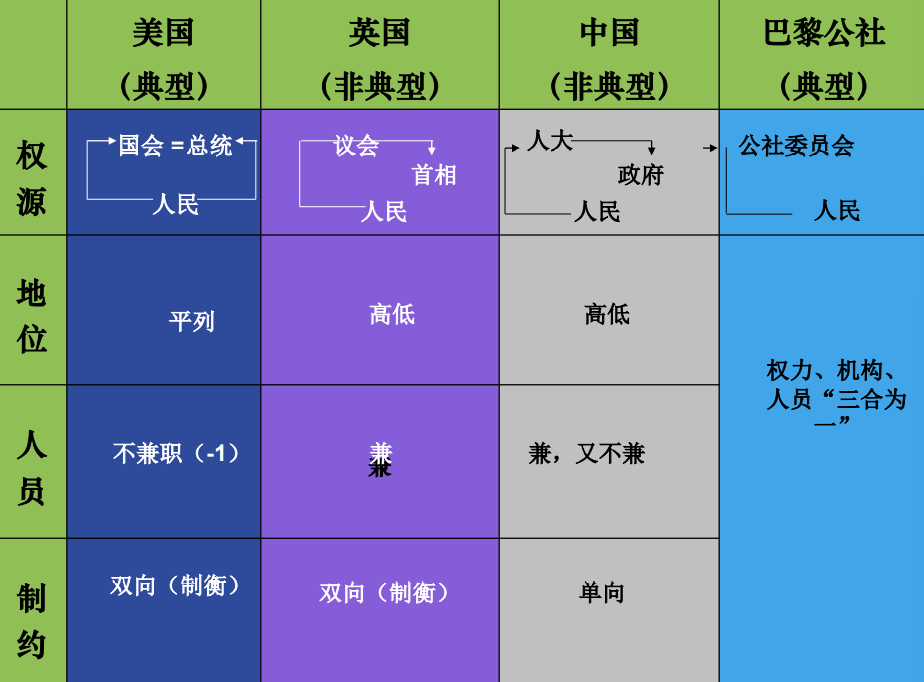 美国
（典型）
英国
（非典型）
中国
（非典型）
巴黎公社
（典型）
权
源
国会 =总统
人民
议会
首相
人民
人大
政府
人民
公社委员会
人民
地
位
平列
高低
高低
权力、机构、
人员“三合为
一”
人
员
不兼职（-1）
兼
兼
兼，又不兼
制
约
双向（制衡）
双向（制衡）
单向